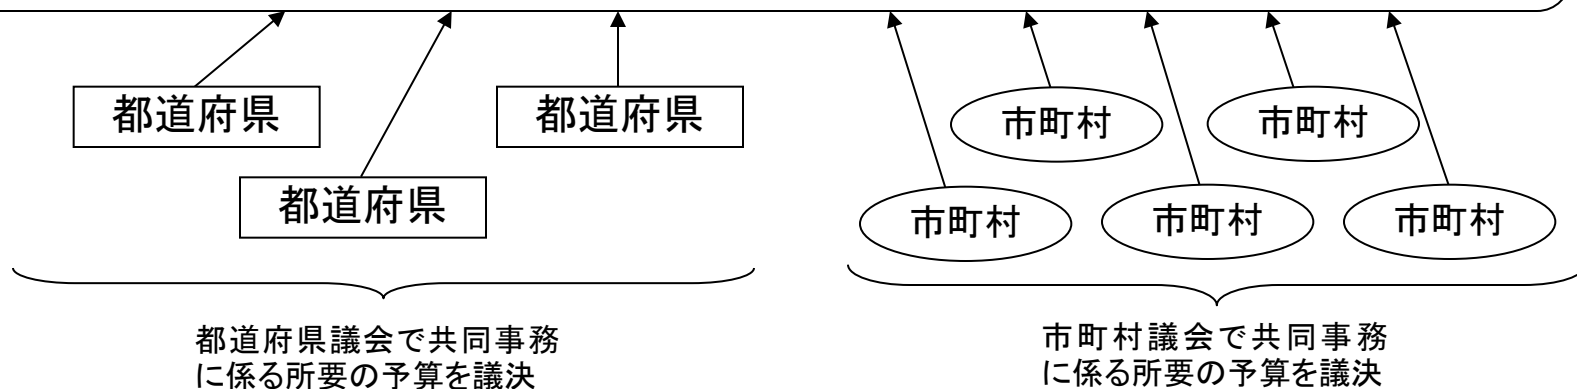 都道府県
都道府県
都道府県
市町村
市町村
市町村
市町村
市町村
都道府県議会で共同事務
に係る所要の予算を議決
市町村議会で共同事務
に係る所要の予算を議決